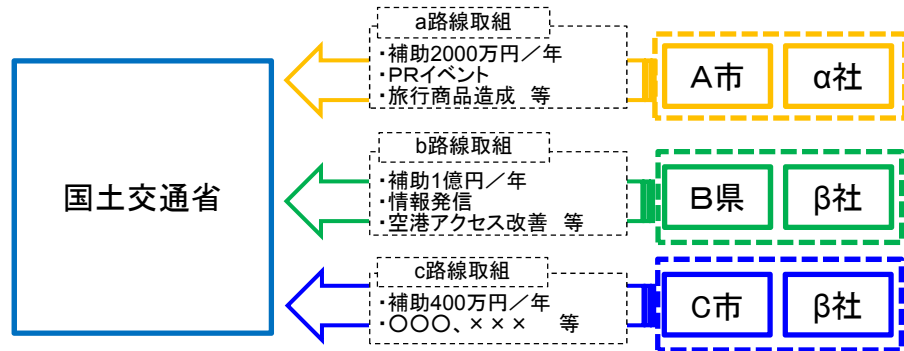 国土交通省
a路線取組
・補助2000万円／年
・PRイベント
・旅行商品造成　等
A市
α社
b路線取組
・補助1億円／年
・情報発信
・空港アクセス改善　等
B県
β社
c路線取組
・補助400万円／年
・〇〇〇、×××　等
C市
β社